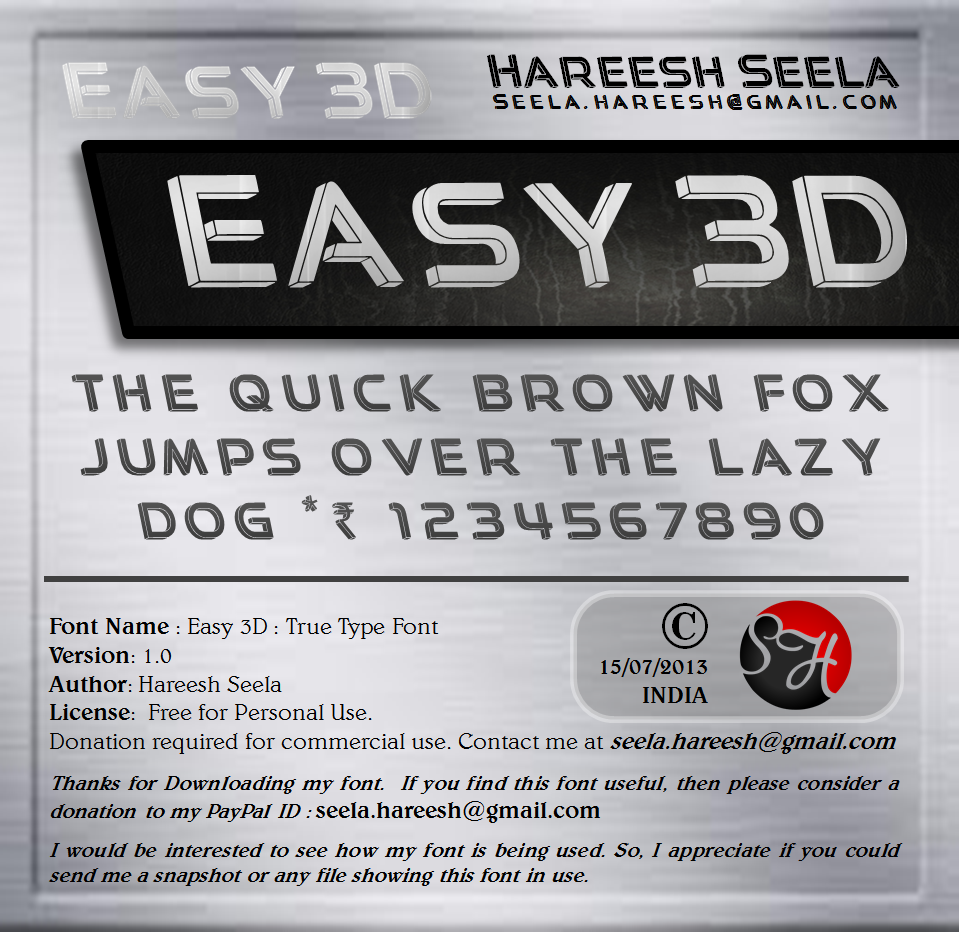 Easy 3D
Hareesh Seela
Seela.hareesh@gmail.com
Easy 3D
THE QUICK BROWN FOX
JUMPS OVER THE LAZY
DOG *₹ 1234567890
Font Name : Easy 3D : True Type Font
Version: 1.0
Author: Hareesh Seela
License: Free for Personal Use.
©
15/07/2013
INDIA
SH
Donation required for commercial use. Contact me at seela.hareesh@gmail.com
Thanks for Downloading my font. If you find this font useful, then please consider a
donation to my PayPal ID : seela.hareesh@gmail.com
I would be interested to see how my font is being used. So, I appreciate if you could
send me a snapshot or any file showing this font in use.